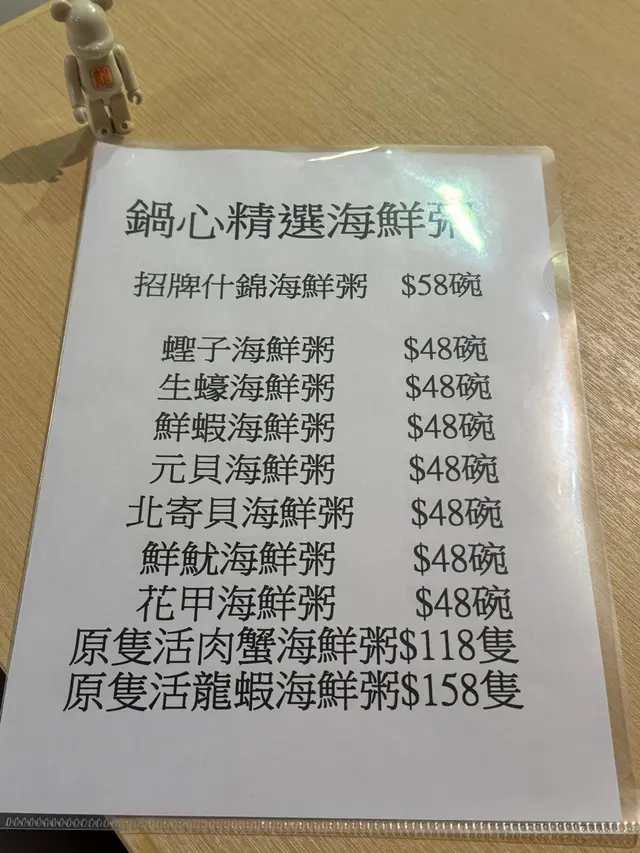 鍋心精選海鮮粥
招牌什錦海鮮粥 $58碗
蟶子海鮮粥 $48碗
生蠔海鮮粥 $48碗
鮮蝦海鮮粥 $48碗
元貝海鮮粥 $48碗
北寄貝海鮮粥 $48碗
鮮魷海鮮粥 $48碗
花甲海鮮粥 $48碗
原隻活肉蟹海鮮粥$118隻
原隻活龍蝦海鮮粥$158隻